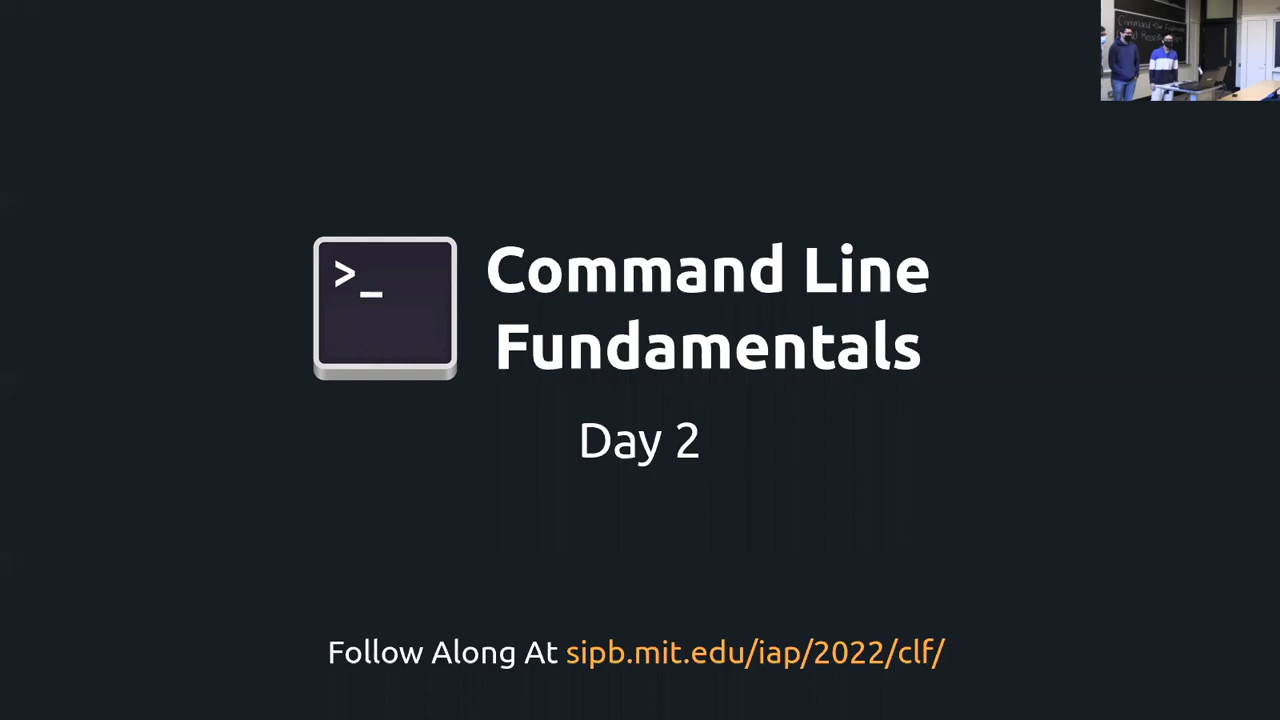 >_
Command Line
Fundamentals
Day 2
Follow Along At sipb.mit.edu/iap/2022/clf/